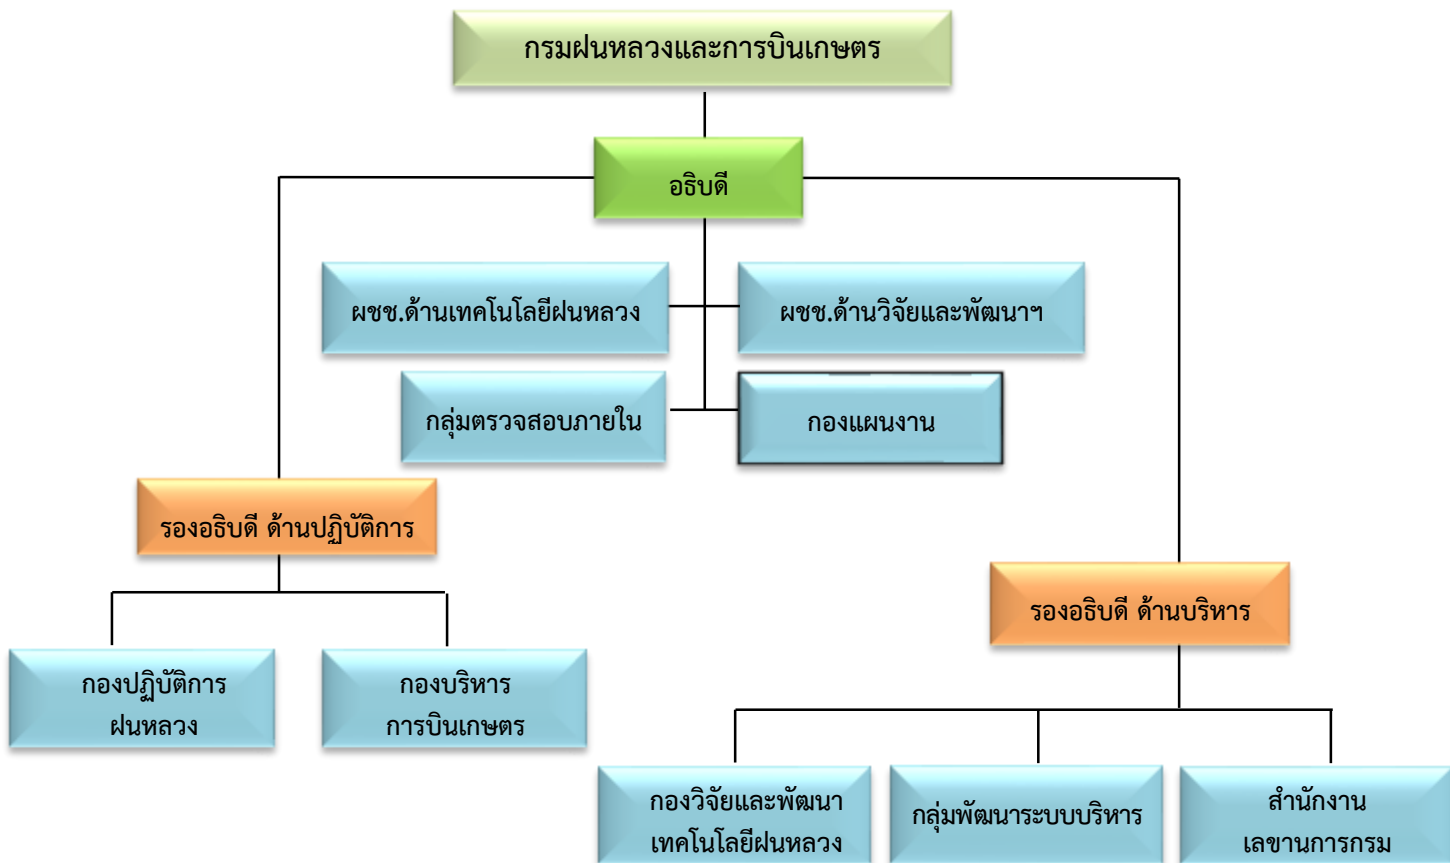 กรมฝนหลวงและการบินเกษตร
อธิบดี
ผชช.ด้านเทคโนโลยีฝนหลวง
ผชช.ด้านวิจัยและพัฒนาฯ
กลุ่มตรวจสอบภายใน
กองแผนงาน
รองอธิบดี ด้านปฏิบัติการ
รองอธิบดี ด้านบริหาร
กองปฏิบัติการ
ฝนหลวง
กองบริหาร
การบินเกษตร
กองวิจัยและพัฒนา
เทคโนโลยีฝนหลวง
กลุ่มพัฒนาระบบบริหาร
สำนักงาน
เลขานการกรม